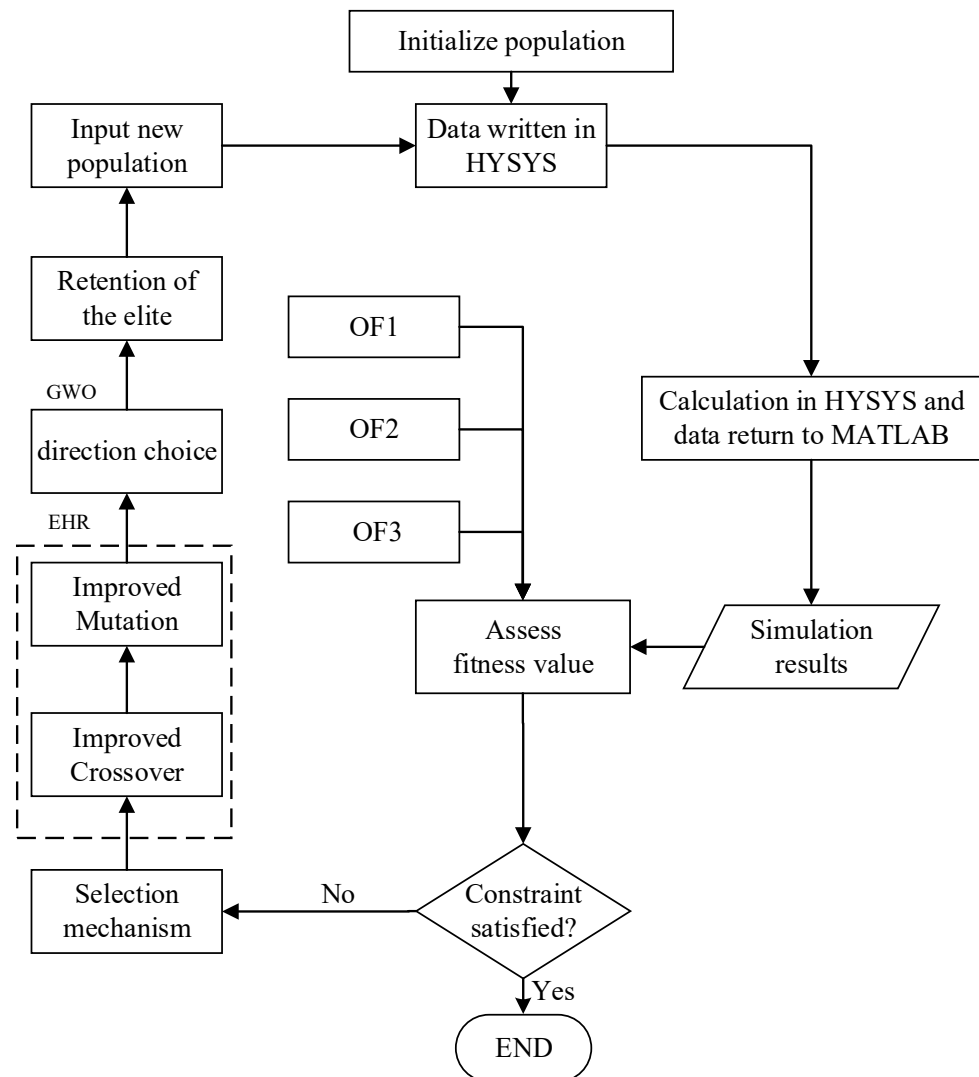 Initialize population
Input new
population
Data written in
HYSYS
Retention of
the elite
OF1
GWO
Calculation in HYSYS and
data return to MATLAB
direction choice
OF2
EHR
OF3
Improved
Mutation
Assess
fitness value
Simulation
results
Improved
Crossover
Selection
mechanism
No
Constraint
satisfied?
Yes
END